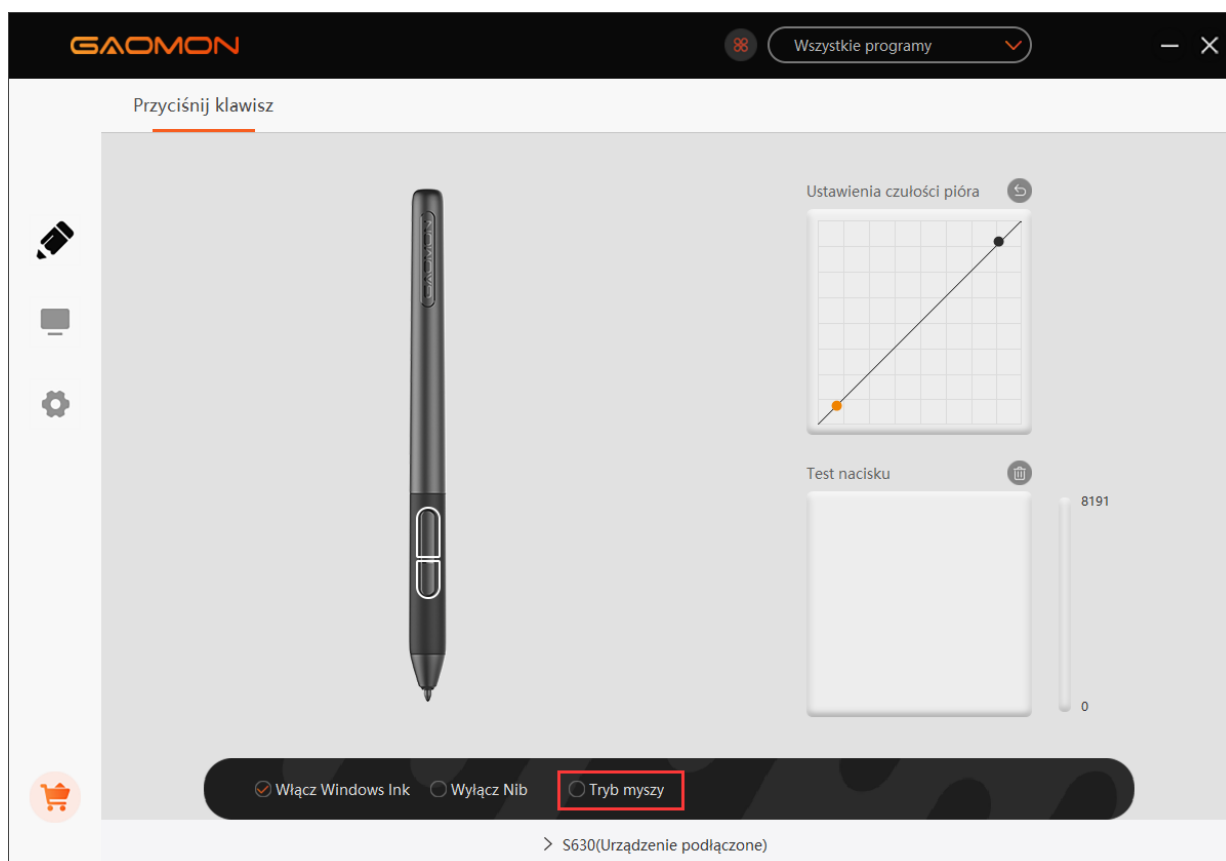 GAOMON
Wszystkie programy
Przyciśnij klawisz
GAOMON
Ustawienia czułości pióra
Test nacisku
8191
0
Włącz Windows Ink Wyłącz Nib Tryb myszy
S630(Urządzenie podłączone)